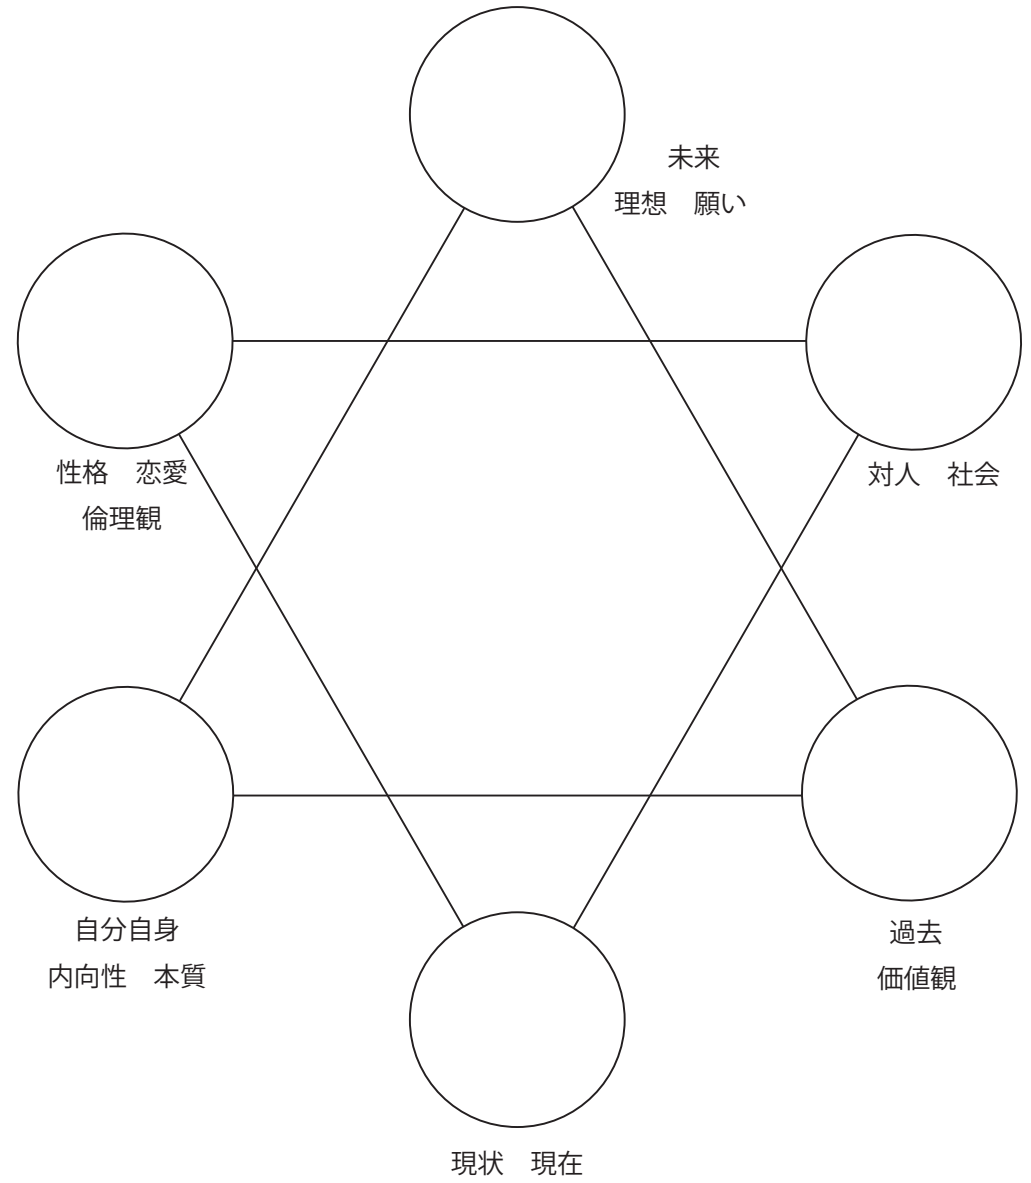 未来
理想　願い
性格　恋愛
倫理観
対人　社会
自分自身
内向性　本質
過去
価値観
現状　現在